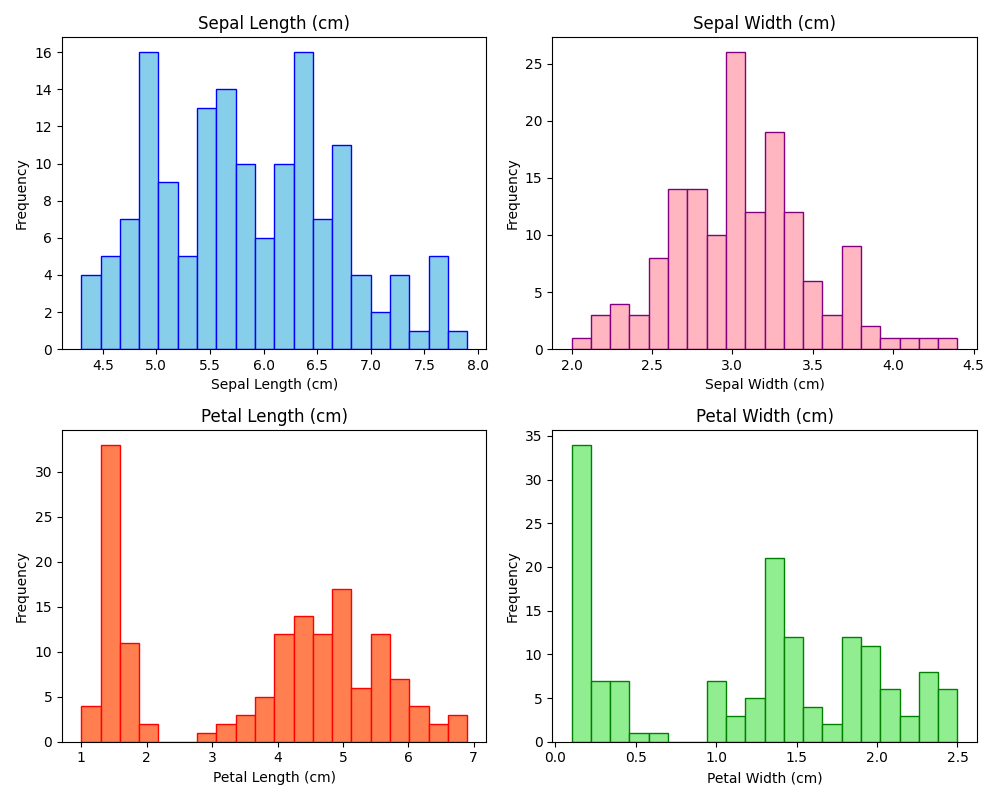 Sepal Length (cm)
Frequency
16
14
12
10
8
6
4
2
0
4.5 5.0 5.5 6.0 6.5 7.0 7.5 8.0
Sepal Length (cm)
Sepal Width (cm)
Frequency
25
20
15
10
5
0
2.0 2.5 3.0 3.5 4.0 4.5
Sepal Width (cm)
Petal Length (cm)
Frequency
30
25
20
15
10
5
0
1 2 3 4 5 6 7
Petal Length (cm)
Petal Width (cm)
Frequency
35
30
25
20
15
10
5
0
0.0 0.5 1.0 1.5 2.0 2.5
Petal Width (cm)